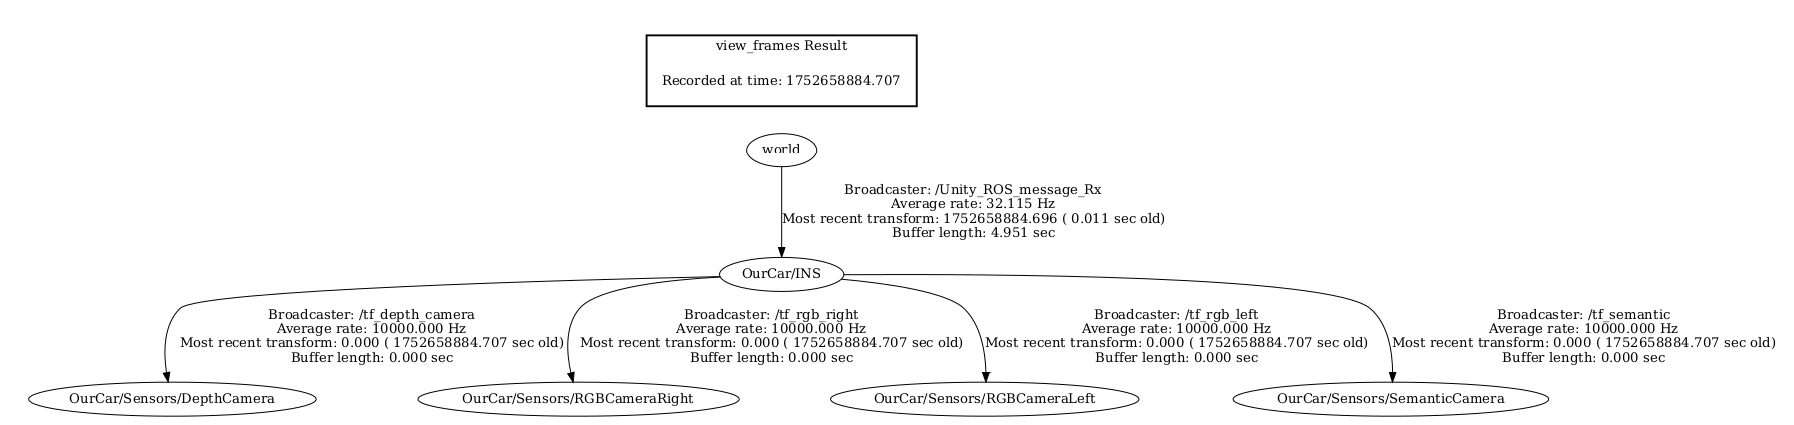 view_frames Result
Recorded at time: 1752658884.707
world
Broadcaster: /Unity_ROS_message_Rx
Average rate: 32.115 Hz
Most recent transform: 1752658884.696 ( 0.011 sec old)
Buffer length: 4.951 sec
OurCar/INS
Broadcaster: /tf_depth_camera
Average rate: 10000.000 Hz
Most recent transform: 0.000 ( 1752658884.707 sec old)
Buffer length: 0.000 sec
Broadcaster: /tf_rgb_right
Average rate: 10000.000 Hz
Most recent transform: 0.000 ( 1752658884.707 sec old)
Buffer length: 0.000 sec
Broadcaster: /tf_rgb_left
Average rate: 10000.000 Hz
Most recent transform: 0.000 ( 1752658884.707 sec old)
Buffer length: 0.000 sec
Broadcaster: /tf_semantic
Average rate: 10000.000 Hz
Most recent transform: 0.000 ( 1752658884.707 sec old)
Buffer length: 0.000 sec
OurCar/Sensors/DepthCamera
OurCar/Sensors/RGBCameraRight
OurCar/Sensors/RGBCameraLeft
OurCar/Sensors/SemanticCamera